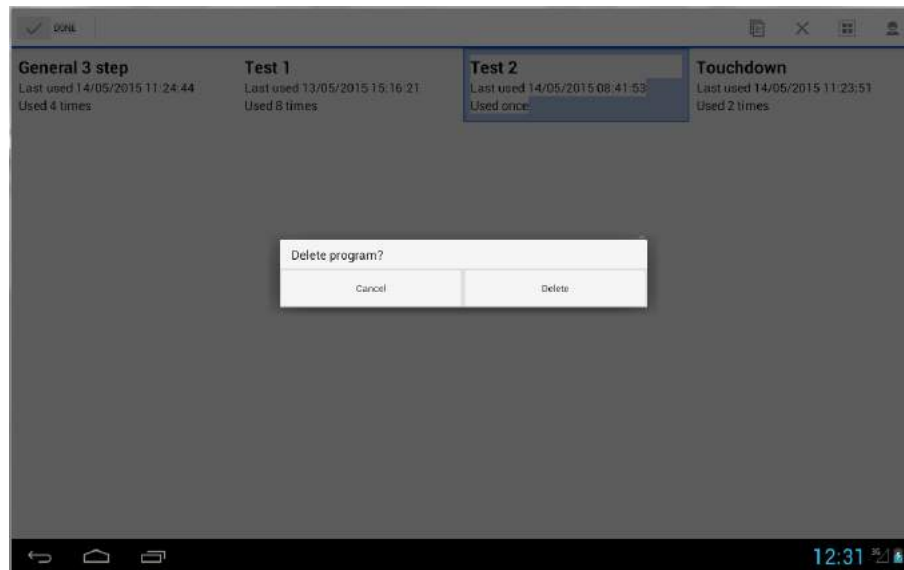 DONE
General 3 step
Last used 14/05/2015 11:24:44
Used 4 times
Test 1
Last used 13/05/2015 15:16:21
Used 8 times
Test 2
Last used 14/05/2015 08:41:53
Used once
Touchdown
Last used 14/05/2015 11:23:51
Used 2 times
Delete program?
Cancel
Delete
12:31
3G